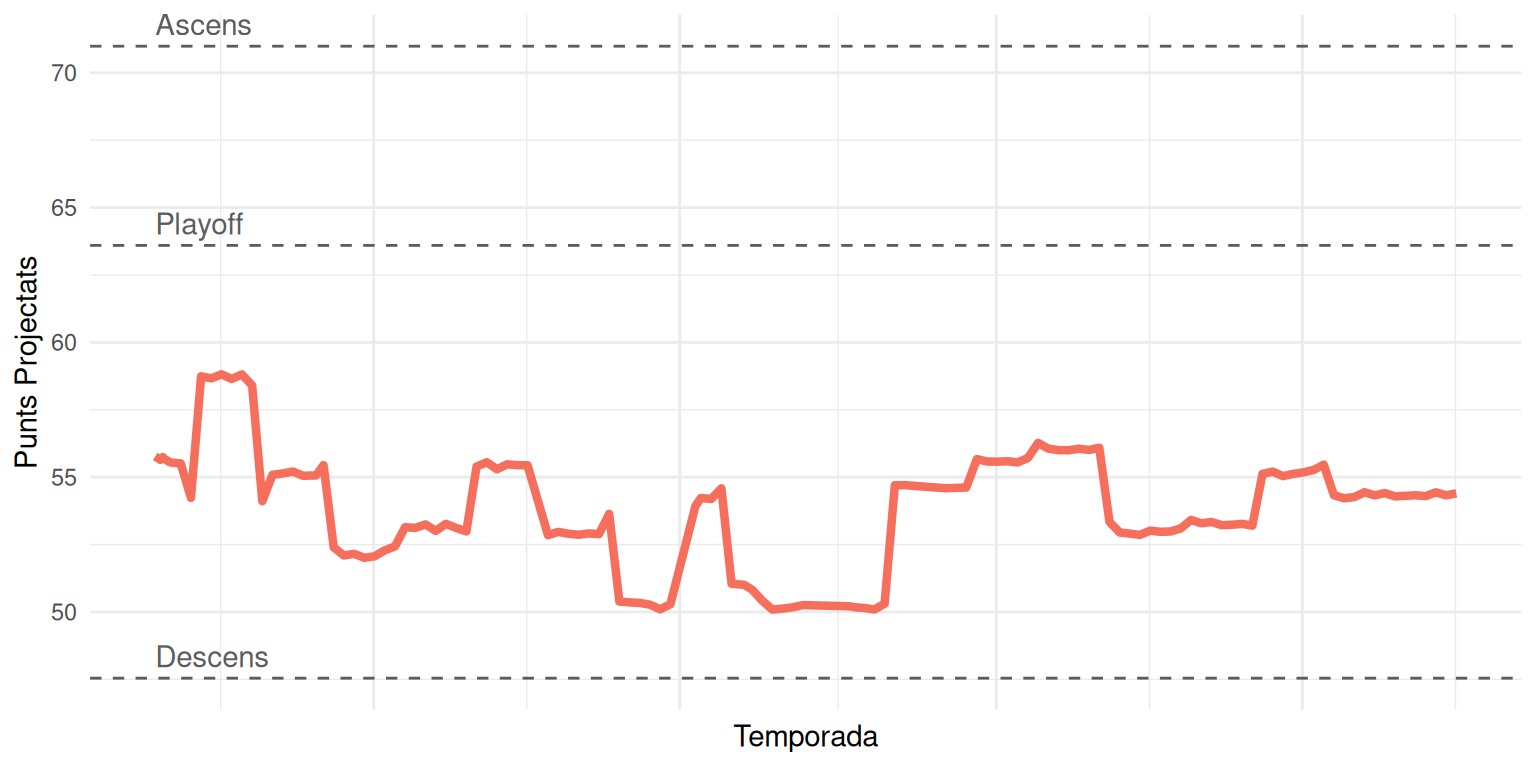 Ascens
70
65
Playoff
60
55
50
Descens
Punts Projectats
Temporada